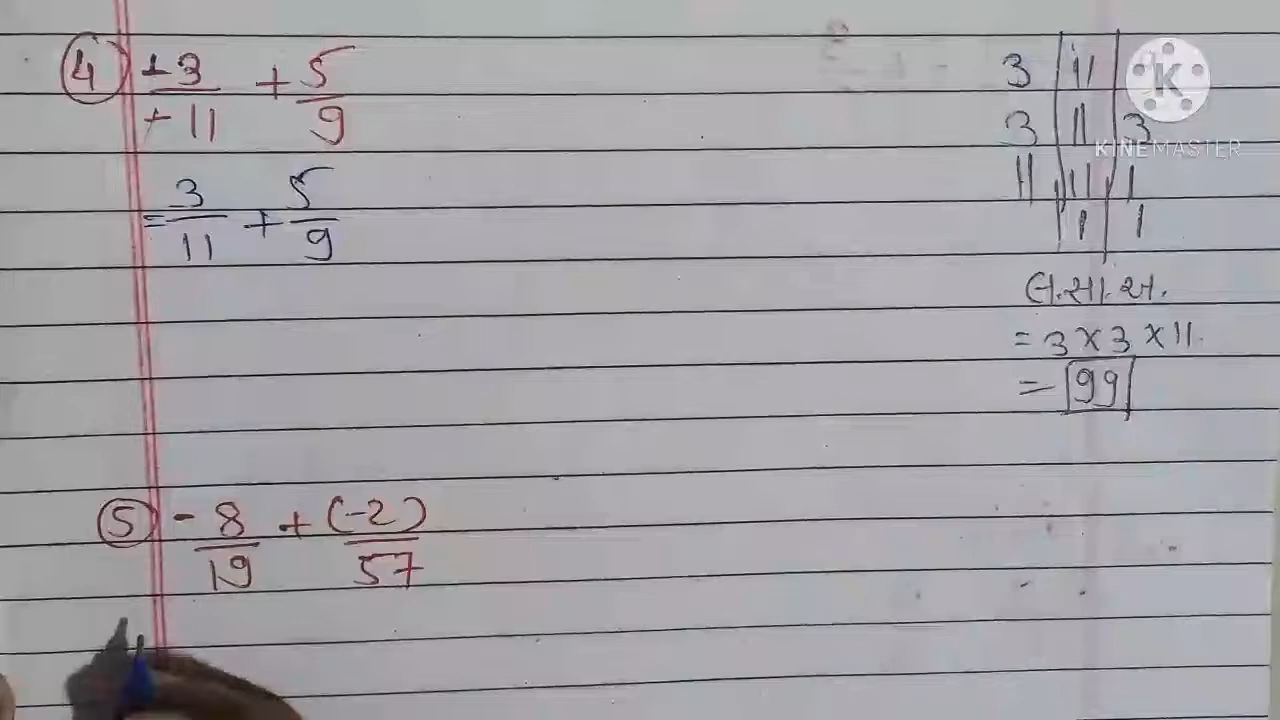 ④ +3/+11 + 5/9
= 3/11 + 5/9
3 | 11 |
3 | 11 | 3
11 | 11 | 1
| 1 | 1
લ.સા.અ.
= 3 × 3 × 11.
= 99
⑤ -8/19 + (-2)/57
K
KINEMASTER